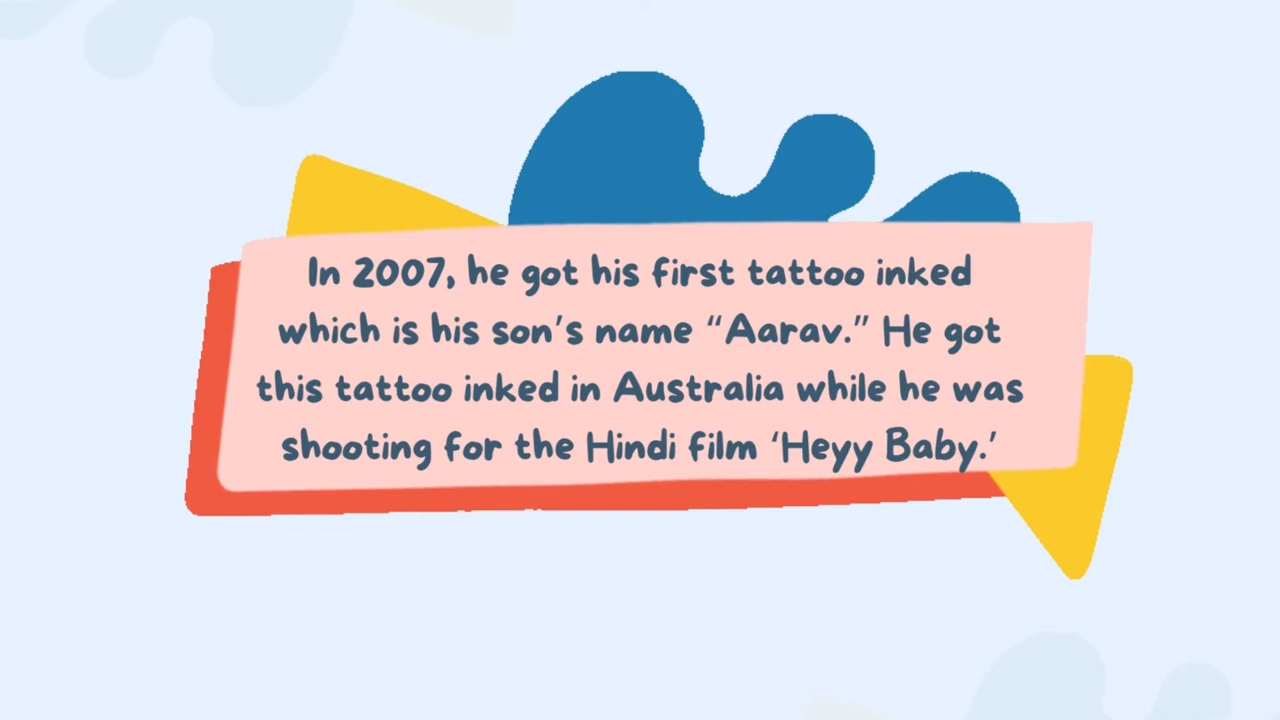 In 2007, he got his first tattoo inked
which is his son's name “Aarav.” He got
this tattoo inked in Australia while he was
shooting for the Hindi film ‘Heyy Baby.’